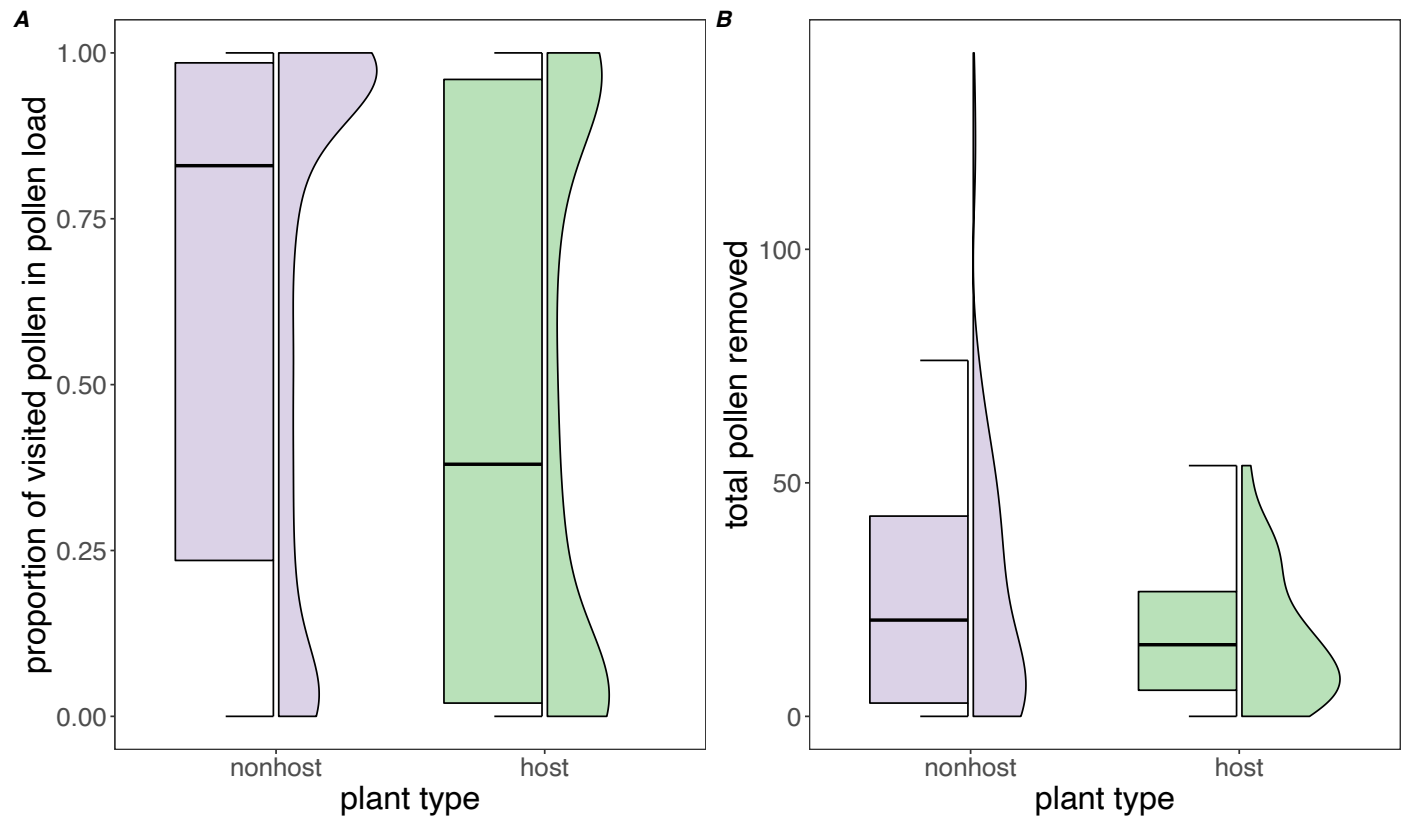 A
proportion of visited pollen in pollen load
1.00
0.75
0.50
0.25
0.00
nonhost
host
plant type
B
total pollen removed
100
50
0
nonhost
host
plant type